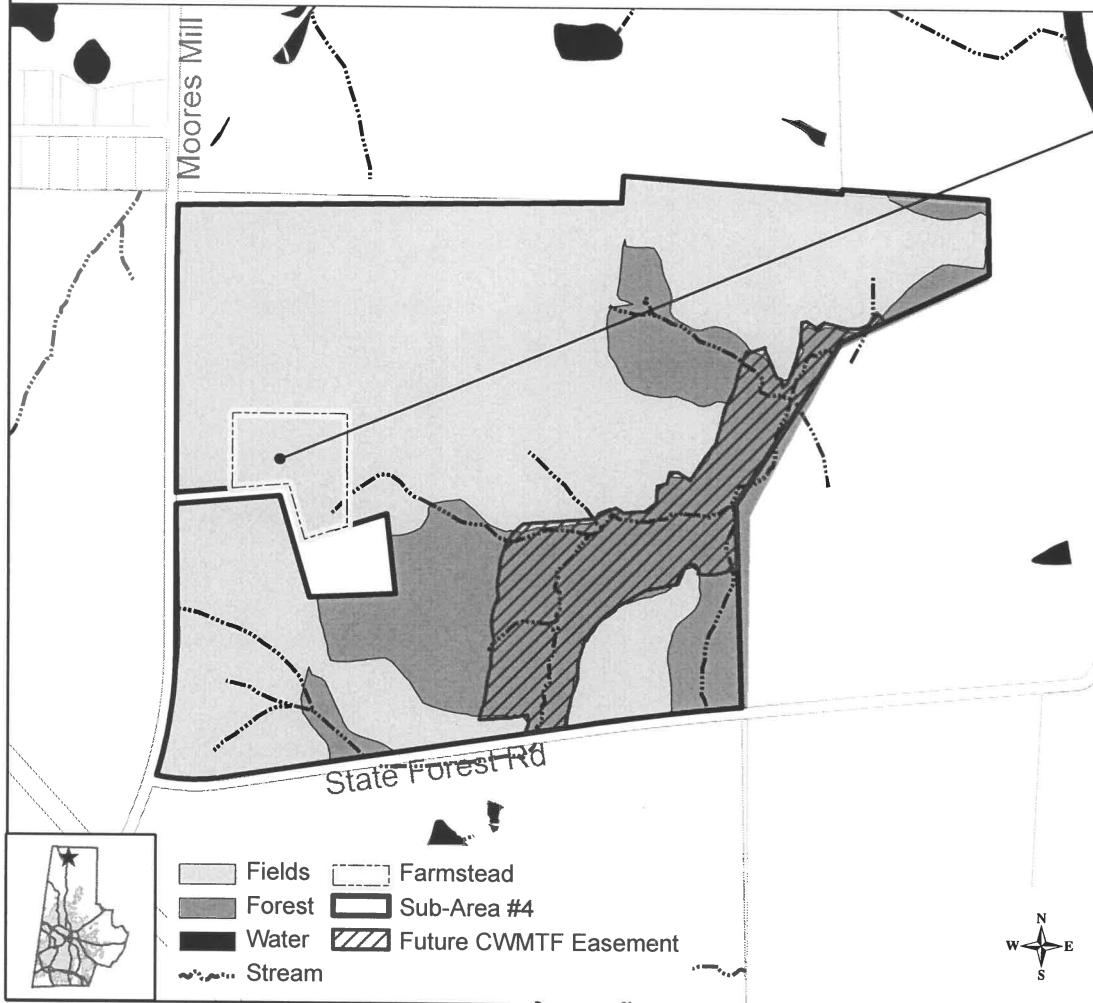 Moores Mill
State Forest Rd
Fields
Farmstead
Forest
Sub-Area #4
Water
Future CWMTF Easement
Stream
N
W E
S